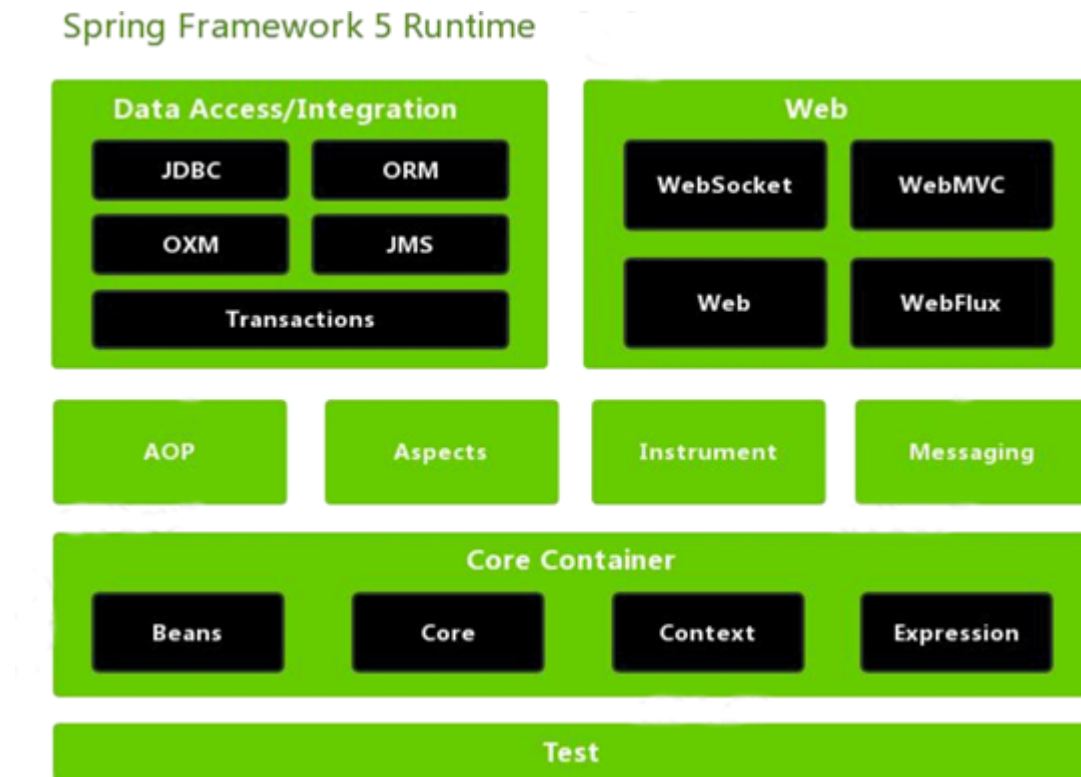 Spring Framework 5 Runtime
Data Access/Integration
JDBC
ORM
OXM
JMS
Transactions
Web
WebSocket
WebMVC
Web
WebFlux
AOP
Aspects
Instrument
Messaging
Core Container
Beans
Core
Context
Expression
Test